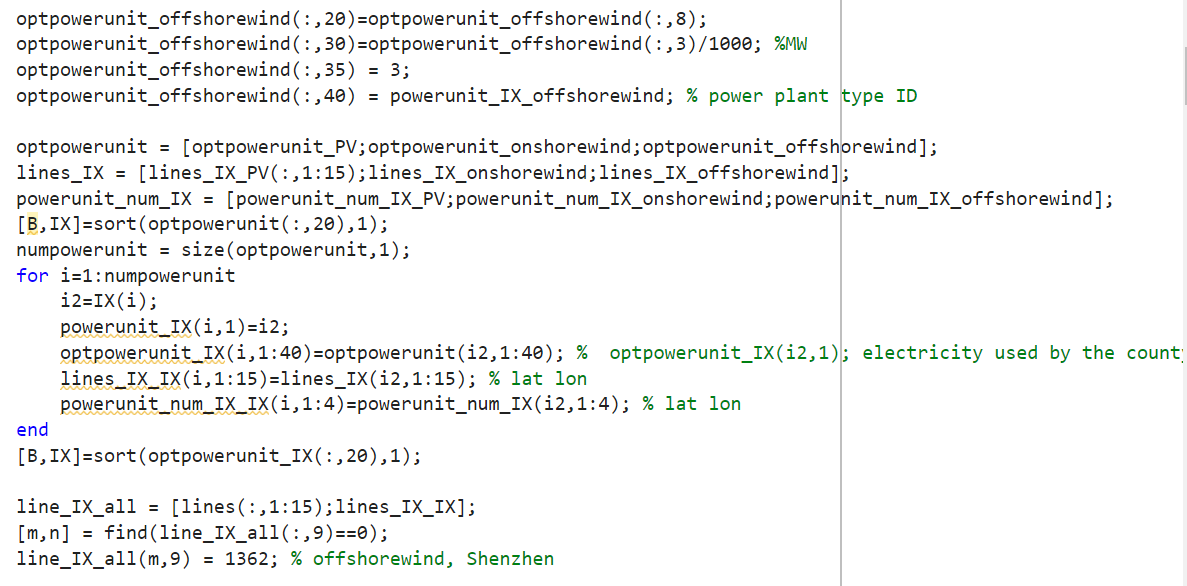 optpowerunit_offshorewind(:,20)=optpowerunit_offshorewind(:,8);
optpowerunit_offshorewind(:,30)=optpowerunit_offshorewind(:,3)/1000; %MW
optpowerunit_offshorewind(:,35) = 3;
optpowerunit_offshorewind(:,40) = powerunit_IX_offshorewind; % power plant type ID
optpowerunit = [optpowerunit_PV;optpowerunit_onshorewind;optpowerunit_offshorewind];
lines_IX = [lines_IX_PV(:,1:15);lines_IX_onshorewind;lines_IX_offshorewind];
powerunit_num_IX = [powerunit_num_IX_PV;powerunit_num_IX_onshorewind;powerunit_num_IX_offshorewind];
[B,IX]=sort(optpowerunit(:,20),1);
numpowerunit = size(optpowerunit,1);
for i=1:numpowerunit
    i2=IX(i);
    powerunit_IX(i,1)=i2;
    optpowerunit_IX(i,1:40)=optpowerunit(i2,1:40); %  optpowerunit_IX(i2,1); electricity used by the count
    lines_IX_IX(i,1:15)=lines_IX(i2,1:15); % lat lon
    powerunit_num_IX_IX(i,1:4)=powerunit_num_IX(i2,1:4); % lat lon
end
[B,IX]=sort(optpowerunit_IX(:,20),1);
line_IX_all = [lines(:,1:15);lines_IX_IX];
[m,n] = find(line_IX_all(:,9)==0);
line_IX_all(m,9) = 1362; % offshorewind, Shenzhen